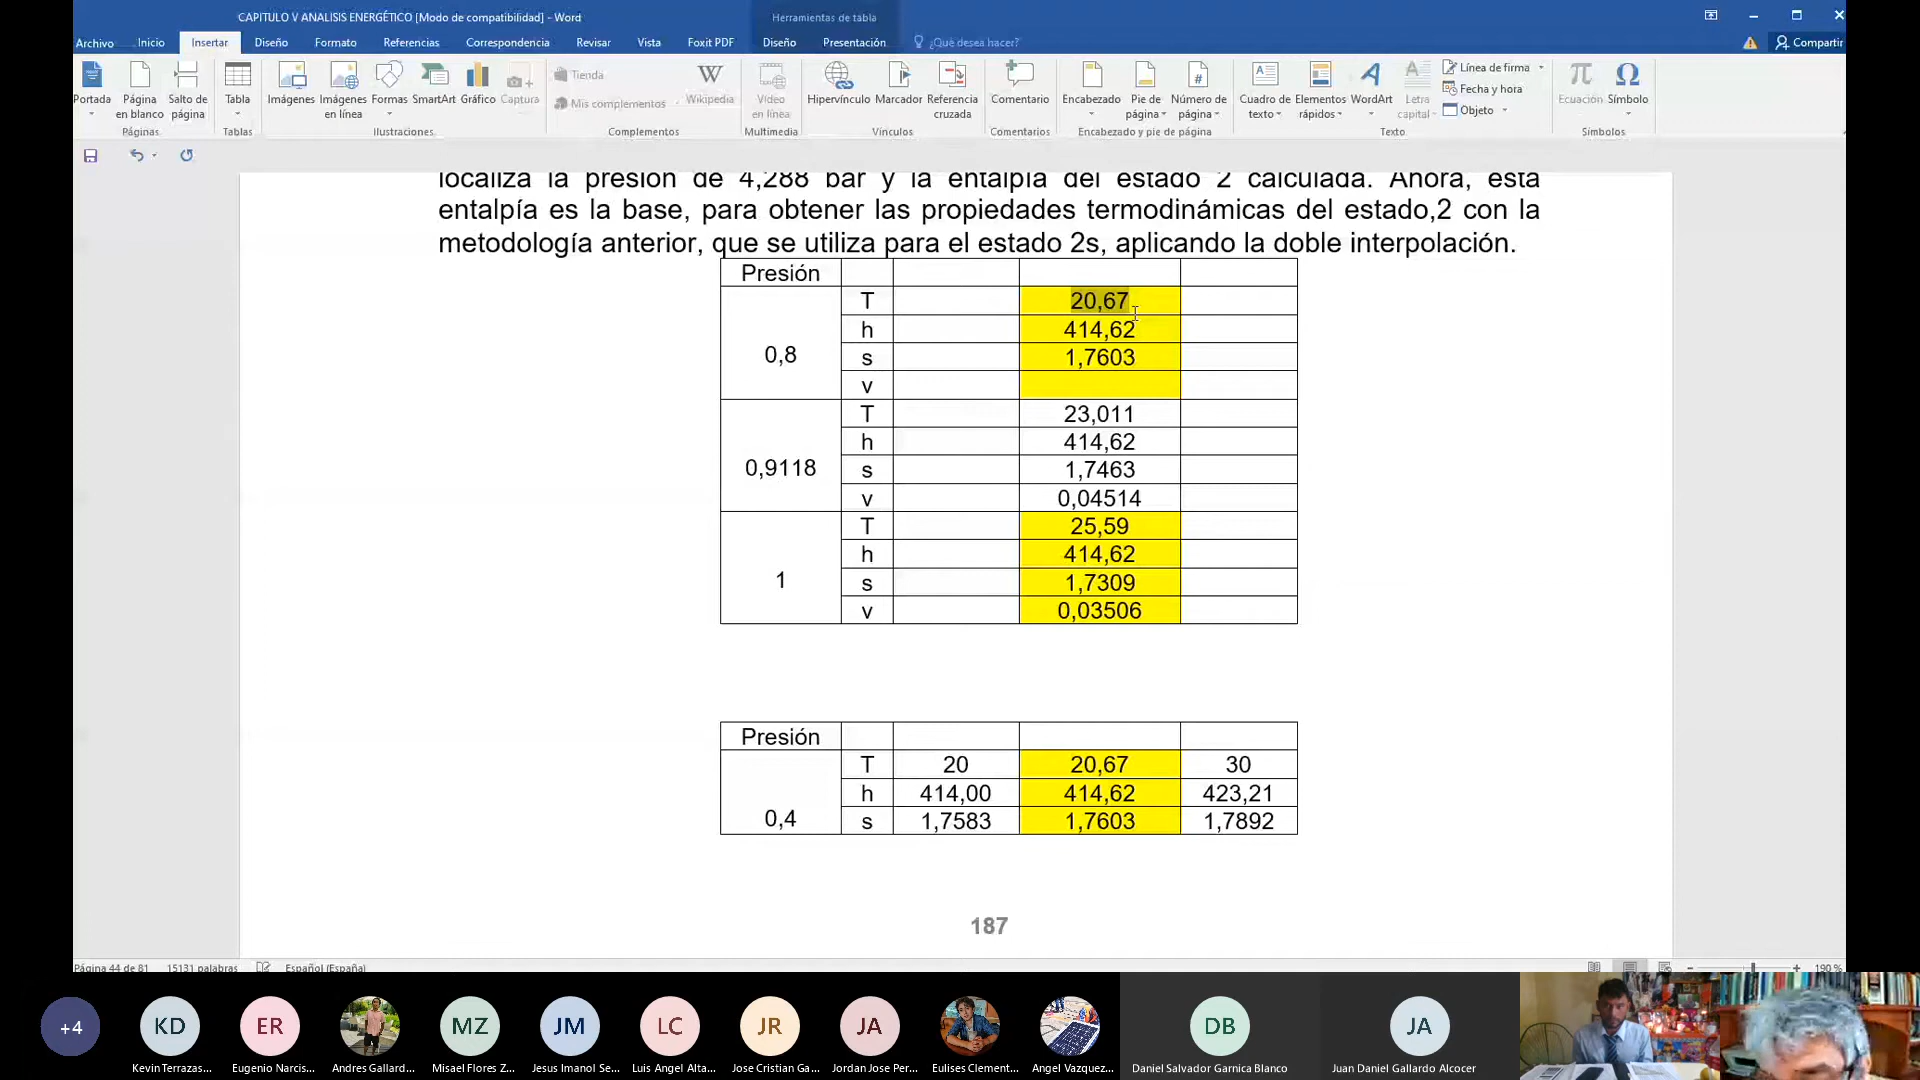 CAPITULO V ANALISIS ENERGÉTICO [Modo de compatibilidad] - Word
Herramientas de tabla
Archivo Inicio Insertar Diseño Formato Referencias Correspondencia Revisar Vista Foxit PDF Diseño Presentación ¿Qué desea hacer? Compartir
Portada
Página en blanco
Salto de página
Páginas
Tabla
Tablas
Imágenes
Imágenes en línea
Formas
SmartArt
Gráfico
Captura
Ilustraciones
Tienda
Mis complementos
Wikipedia
Complementos
Vídeo en línea
Multimedia
Hipervínculo
Marcador
Referencia cruzada
Vínculos
Comentario
Comentarios
Encabezado
Pie de página
Número de página
Encabezado y pie de página
Cuadro de texto
Elementos rápidos
WordArt
Letra capital
Línea de firma
Fecha y hora
Objeto
Texto
Ecuación
Símbolo
Símbolos
localiza la presión de 4,288 bar y la entalpía del estado 2 calculada. Ahora, esta
entalpía es la base, para obtener las propiedades termodinámicas del estado,2 con la
metodología anterior, que se utiliza para el estado 2s, aplicando la doble interpolación.
Presión
0,8
T 20,67
h 414,62
s 1,7603
v
0,9118
T 23,011
h 414,62
s 1,7463
v 0,04514
1
T 25,59
h 414,62
s 1,7309
v 0,03506
Presión
0,4
T 20 20,67 30
h 414,00 414,62 423,21
s 1,7583 1,7603 1,7892
187
Página 44 de 81 15131 palabras Español (España) 190 %
+4
KD
ER
MZ
JM
LC
JR
JA
DB
JA
Kevin Terrazas...
Eugenio Narcis...
Andres Gallard...
Misael Flores Z...
Jesus Imanol Se...
Luis Angel Alta...
Jose Cristian Ga...
Jordan Jose Per...
Eulises Clement...
Angel Vazquez...
Daniel Salvador Garnica Blanco
Juan Daniel Gallardo Alcocer